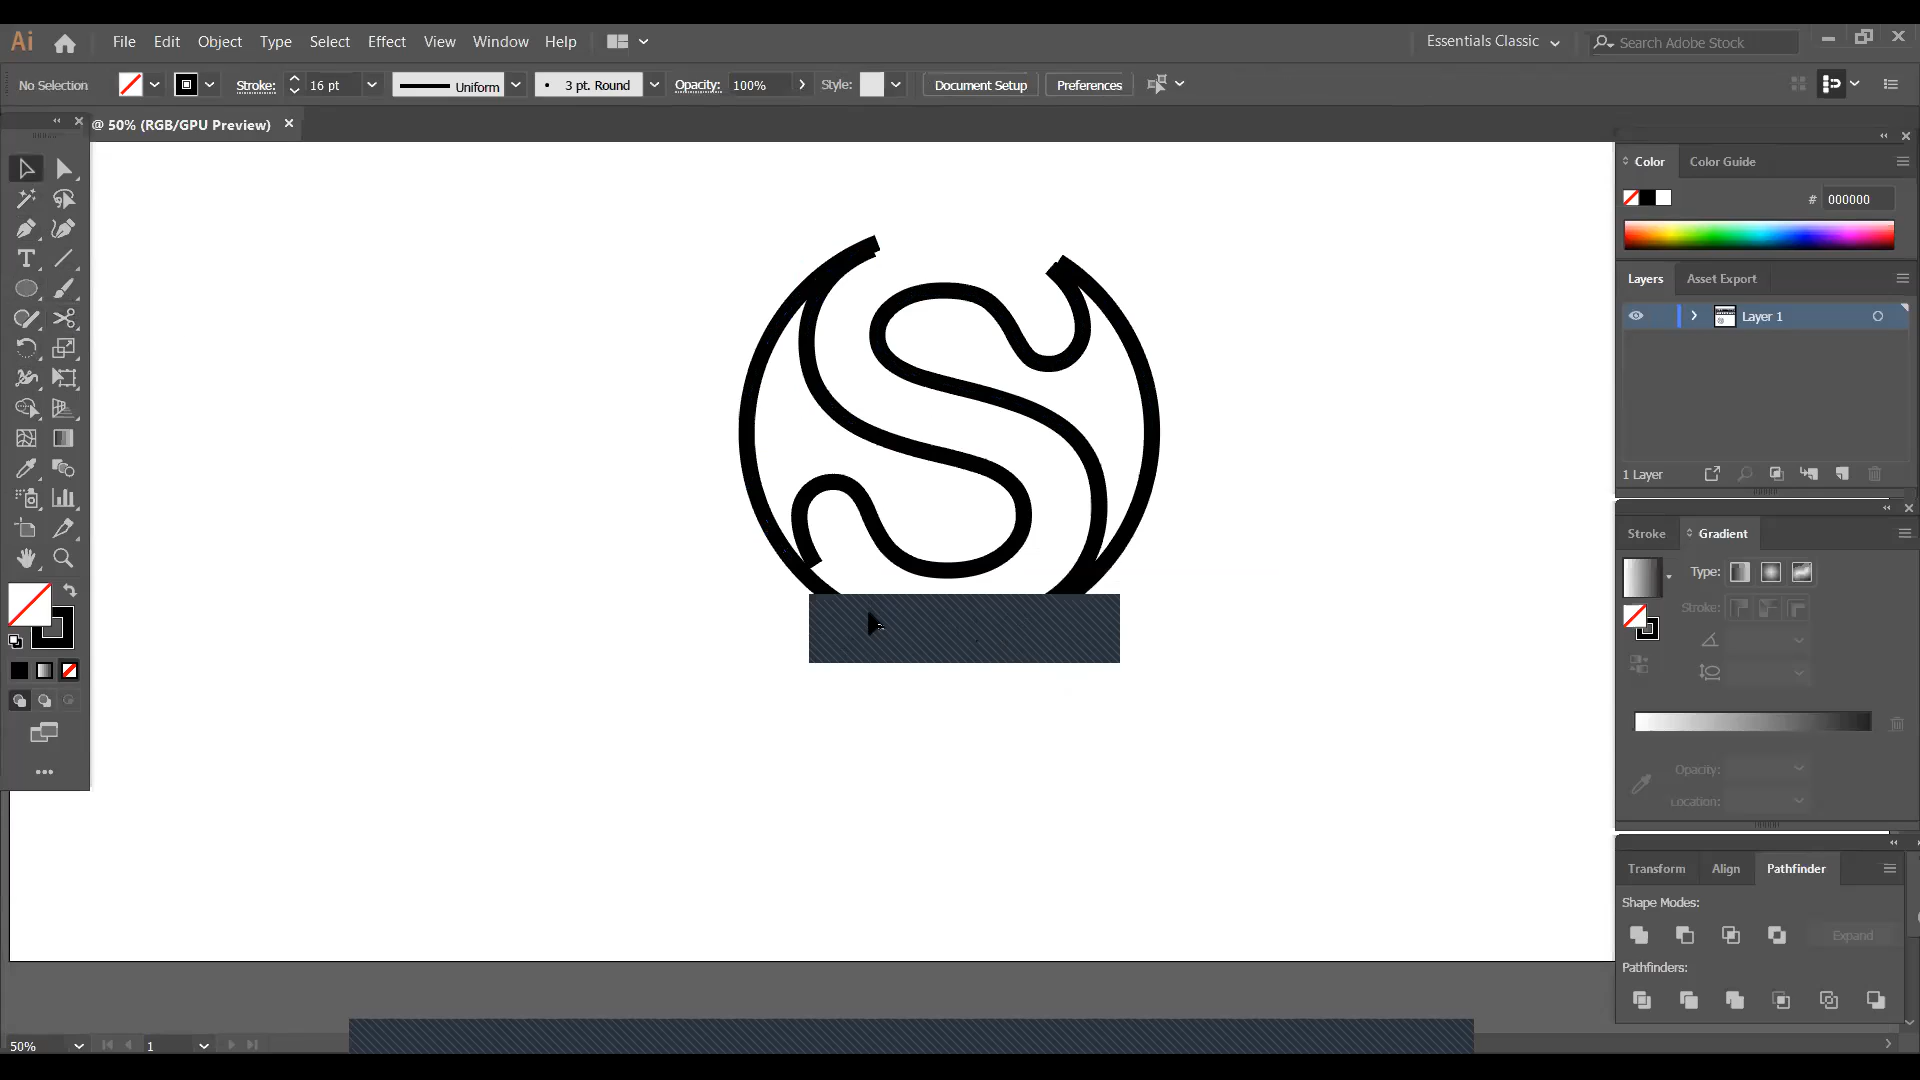 Ai File Edit Object Type Select Effect View Window Help Essentials Classic Search Adobe Stock
No Selection Stroke: 16 pt Uniform 3 pt. Round Opacity: 100% Style: Document Setup Preferences
@ 50% (RGB/GPU Preview)
Color Color Guide
# 000000
Layers Asset Export
Layer 1
1 Layer
Stroke Gradient
Type:
Stroke:
Opacity:
Location:
Transform Align Pathfinder
Shape Modes:
Expand
Pathfinders:
50% 1
S